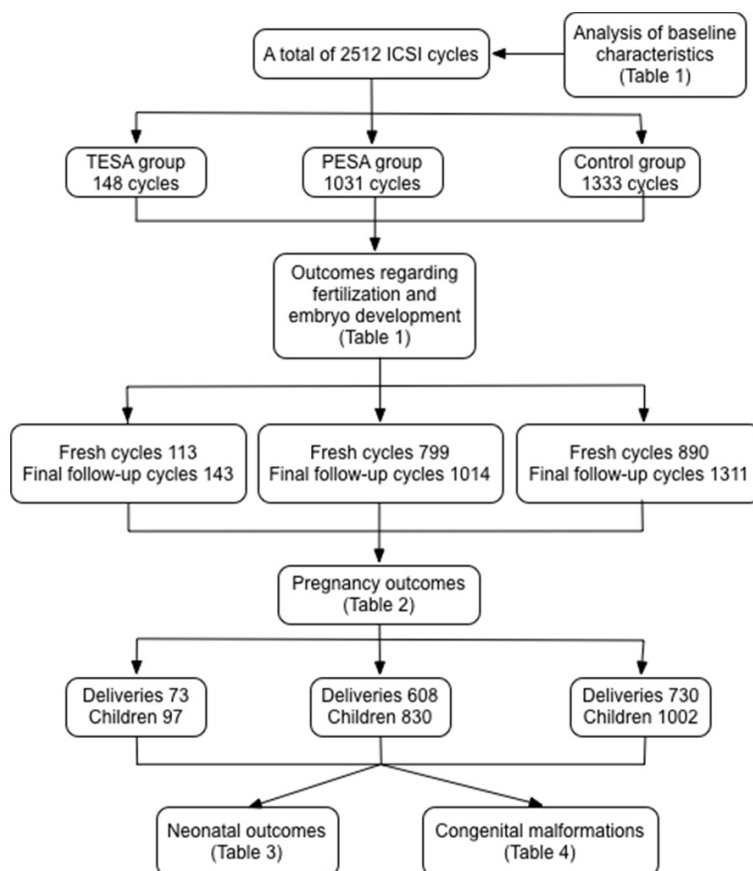 A total of 2512 ICSI cycles
Analysis of baseline
characteristics
(Table 1)
TESA group
148 cycles
PESA group
1031 cycles
Control group
1333 cycles
Outcomes regarding
fertilization and
embryo development
(Table 1)
Fresh cycles 113
Final follow-up cycles 143
Fresh cycles 799
Final follow-up cycles 1014
Fresh cycles 890
Final follow-up cycles 1311
Pregnancy outcomes
(Table 2)
Deliveries 73
Children 97
Deliveries 608
Children 830
Deliveries 730
Children 1002
Neonatal outcomes
(Table 3)
Congenital malformations
(Table 4)